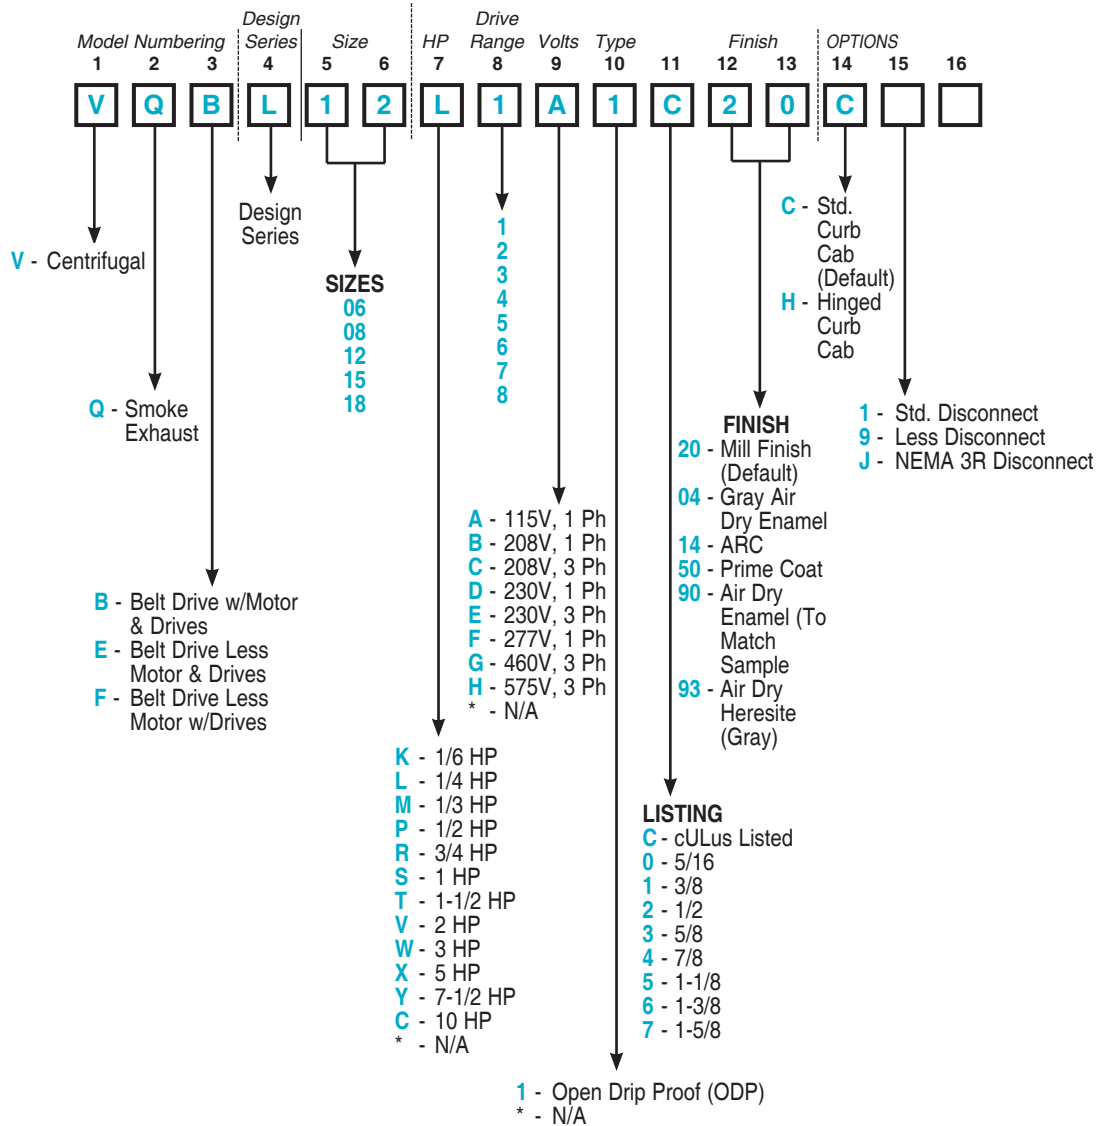 Design
Drive
Model Numbering Series Size HP Range Volts Type Finish OPTIONS
1 2 3 4 5 6 7 8 9 10 11 12 13 14 15 16
V Q B L 1 2 L 1 A 1 C 2 0 C
V - Centrifugal
Q - Smoke
Exhaust
B - Belt Drive w/Motor
& Drives
E - Belt Drive Less
Motor & Drives
F - Belt Drive Less
Motor w/Drives
Design
Series
SIZES
06
08
12
15
18
K - 1/6 HP
L - 1/4 HP
M - 1/3 HP
P - 1/2 HP
R - 3/4 HP
S - 1 HP
T - 1-1/2 HP
V - 2 HP
W - 3 HP
X - 5 HP
Y - 7-1/2 HP
C - 10 HP
* - N/A
1
2
3
4
5
6
7
8
A - 115V, 1 Ph
B - 208V, 1 Ph
C - 208V, 3 Ph
D - 230V, 1 Ph
E - 230V, 3 Ph
F - 277V, 1 Ph
G - 460V, 3 Ph
H - 575V, 3 Ph
* - N/A
1 - Open Drip Proof (ODP)
* - N/A
LISTING
C - cULus Listed
0 - 5/16
1 - 3/8
2 - 1/2
3 - 5/8
4 - 7/8
5 - 1-1/8
6 - 1-3/8
7 - 1-5/8
FINISH
20 - Mill Finish
(Default)
04 - Gray Air
Dry Enamel
14 - ARC
50 - Prime Coat
90 - Air Dry
Enamel (To
Match
Sample
93 - Air Dry
Heresite
(Gray)
C - Std.
Curb
Cab
(Default)
H - Hinged
Curb
Cab
1 - Std. Disconnect
9 - Less Disconnect
J - NEMA 3R Disconnect